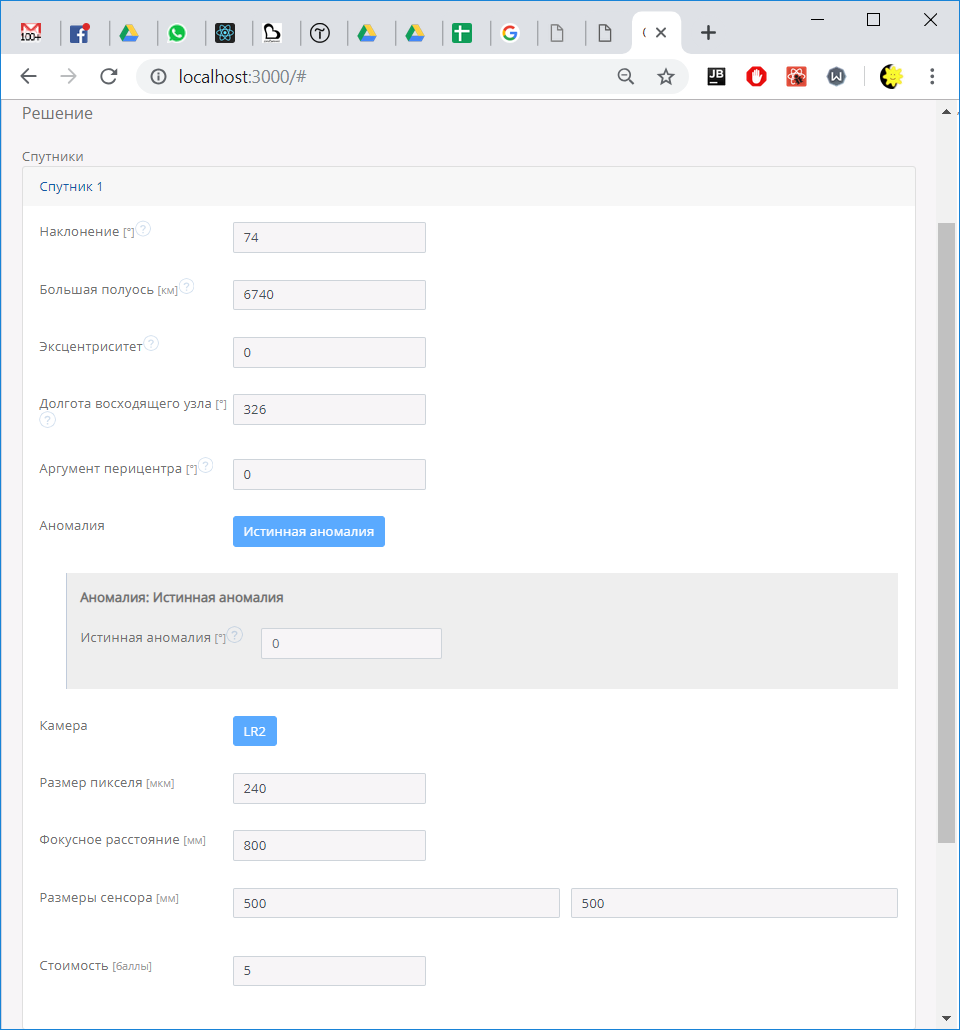 100+
localhost:3000/#
JB
W
Решение
Спутники
Спутник 1
Наклонение [°] ?
74
Большая полуось [км] ?
6740
Эксцентриситет ?
0
Долгота восходящего узла [°] ?
326
Аргумент перицентра [°] ?
0
Аномалия
Истинная аномалия
Аномалия: Истинная аномалия
Истинная аномалия [°] ?
0
Камера
LR2
Размер пикселя [мкм]
240
Фокусное расстояние [мм]
800
Размеры сенсора [мм]
500
500
Стоимость [баллы]
5